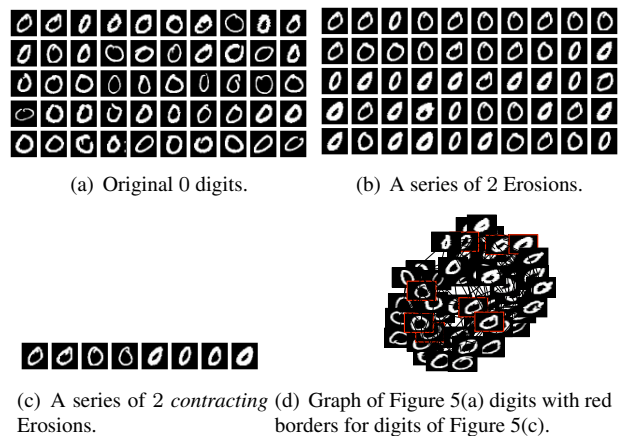 (a) Original 0 digits.
(b) A series of 2 Erosions.
(c) A series of 2 contracting
Erosions.
(d) Graph of Figure 5(a) digits with red
borders for digits of Figure 5(c).